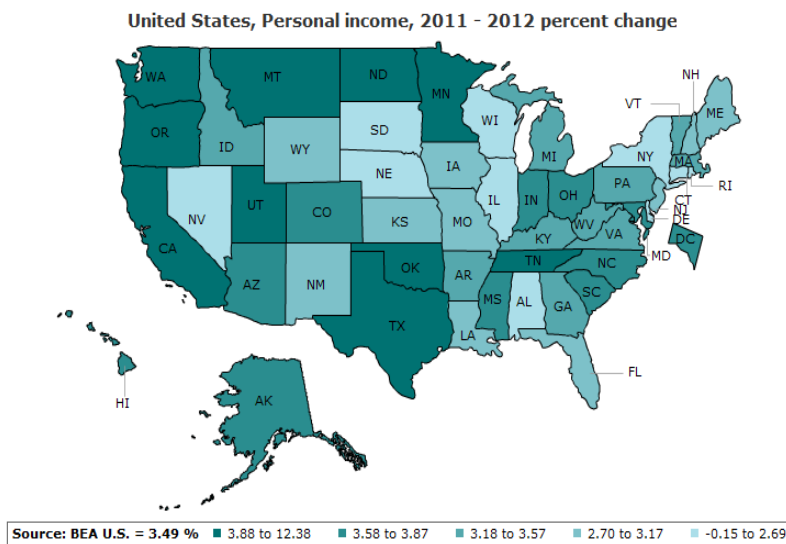 United States, Personal income, 2011 - 2012 percent change
WA
MT
ND
MN
NH
VT
ME
OR
ID
SD
WI
WY
MI
NY
MA
RI
IA
NE
PA
CT
NJ
NV
UT
CO
IL
IN
OH
DE
CA
KS
MO
WV
VA
KY
MD
DC
AZ
NM
OK
AR
TN
NC
TX
MS
AL
GA
SC
LA
FL
HI
AK
Source: BEA U.S. = 3.49 % 3.88 to 12.38 3.58 to 3.87 3.18 to 3.57 2.70 to 3.17 -0.15 to 2.69